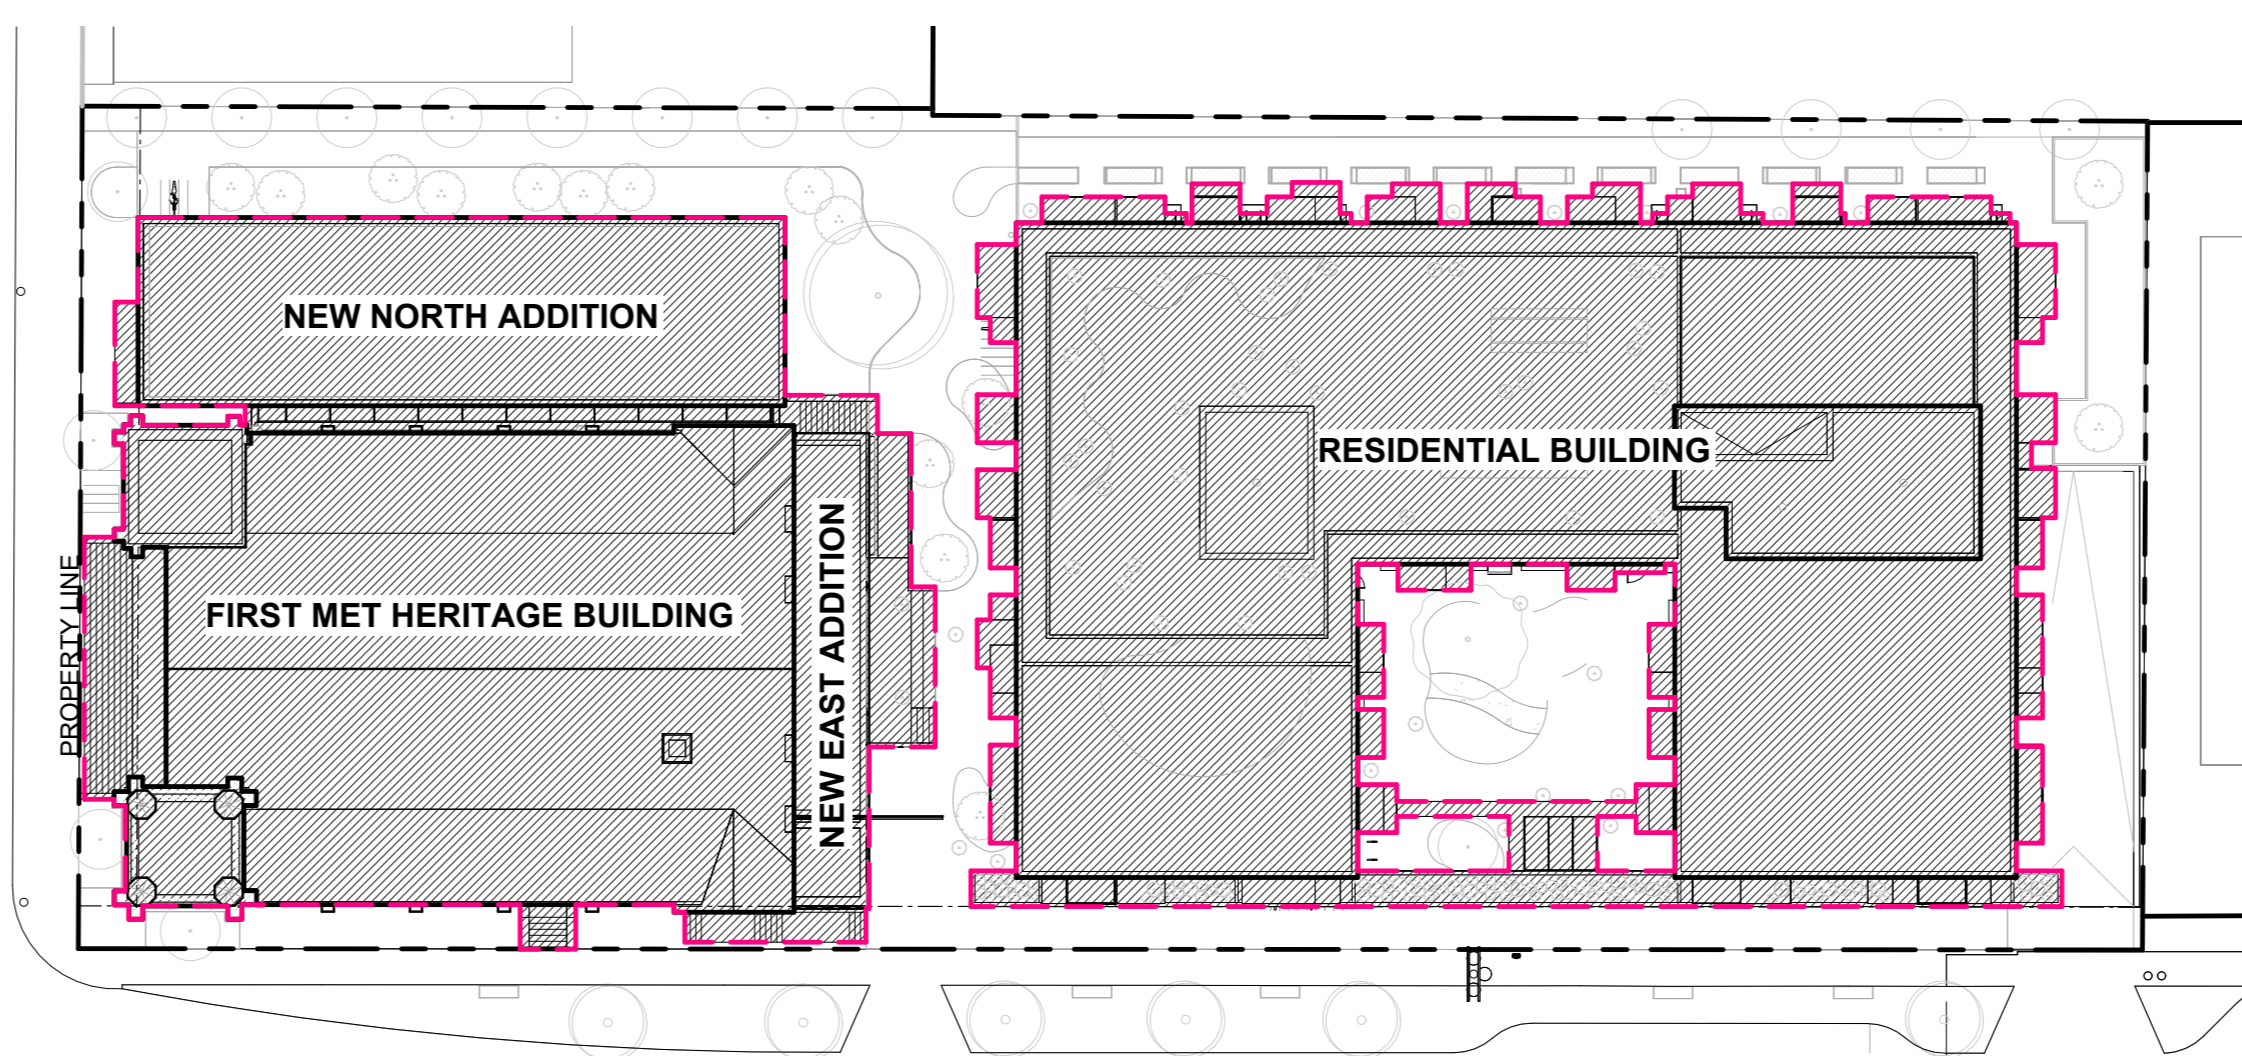 NEW NORTH ADDITION
RESIDENTIAL BUILDING
PROPERTY LINE
FIRST MET HERITAGE BUILDING
NEW EAST ADDITION